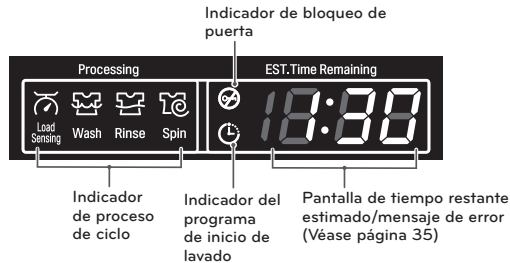 Indicador de bloqueo de
puerta
Processing
EST.Time Remaining
Load
Sensing
Wash
Rinse
Spin
1:30
Indicador
de proceso
de ciclo
Indicador del
programa
de inicio de
lavado
Pantalla de tiempo restante
estimado/mensaje de error
(Véase página 35)